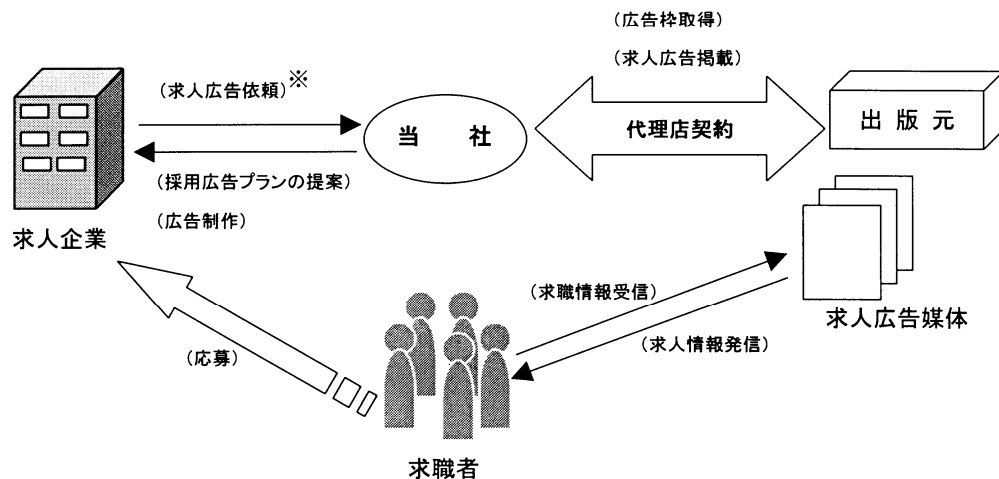 (広告枠取得)
(求人広告掲載)
(求人広告依頼)※
当 社
代理店契約
出 版 元
(採用広告プランの提案)
(広告制作)
求人企業
(求職情報受信)
求人広告媒体
(求人情報発信)
(応募)
求職者